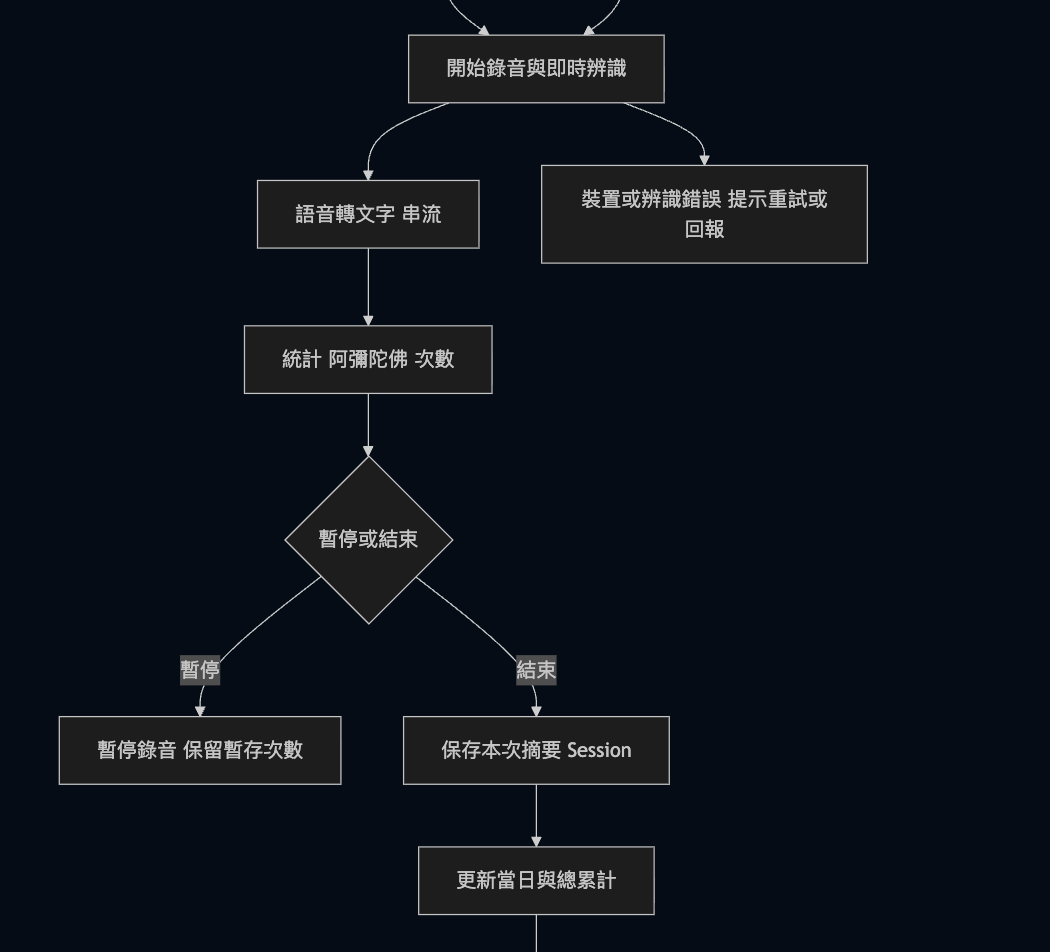 開始錄音與即時辨識
語音轉文字 串流
裝置或辨識錯誤 提示重試或
回報
統計 阿彌陀佛 次數
暫停或結束
暫停
結束
暫停錄音 保留暫存次數
保存本次摘要 Session
更新當日與總累計